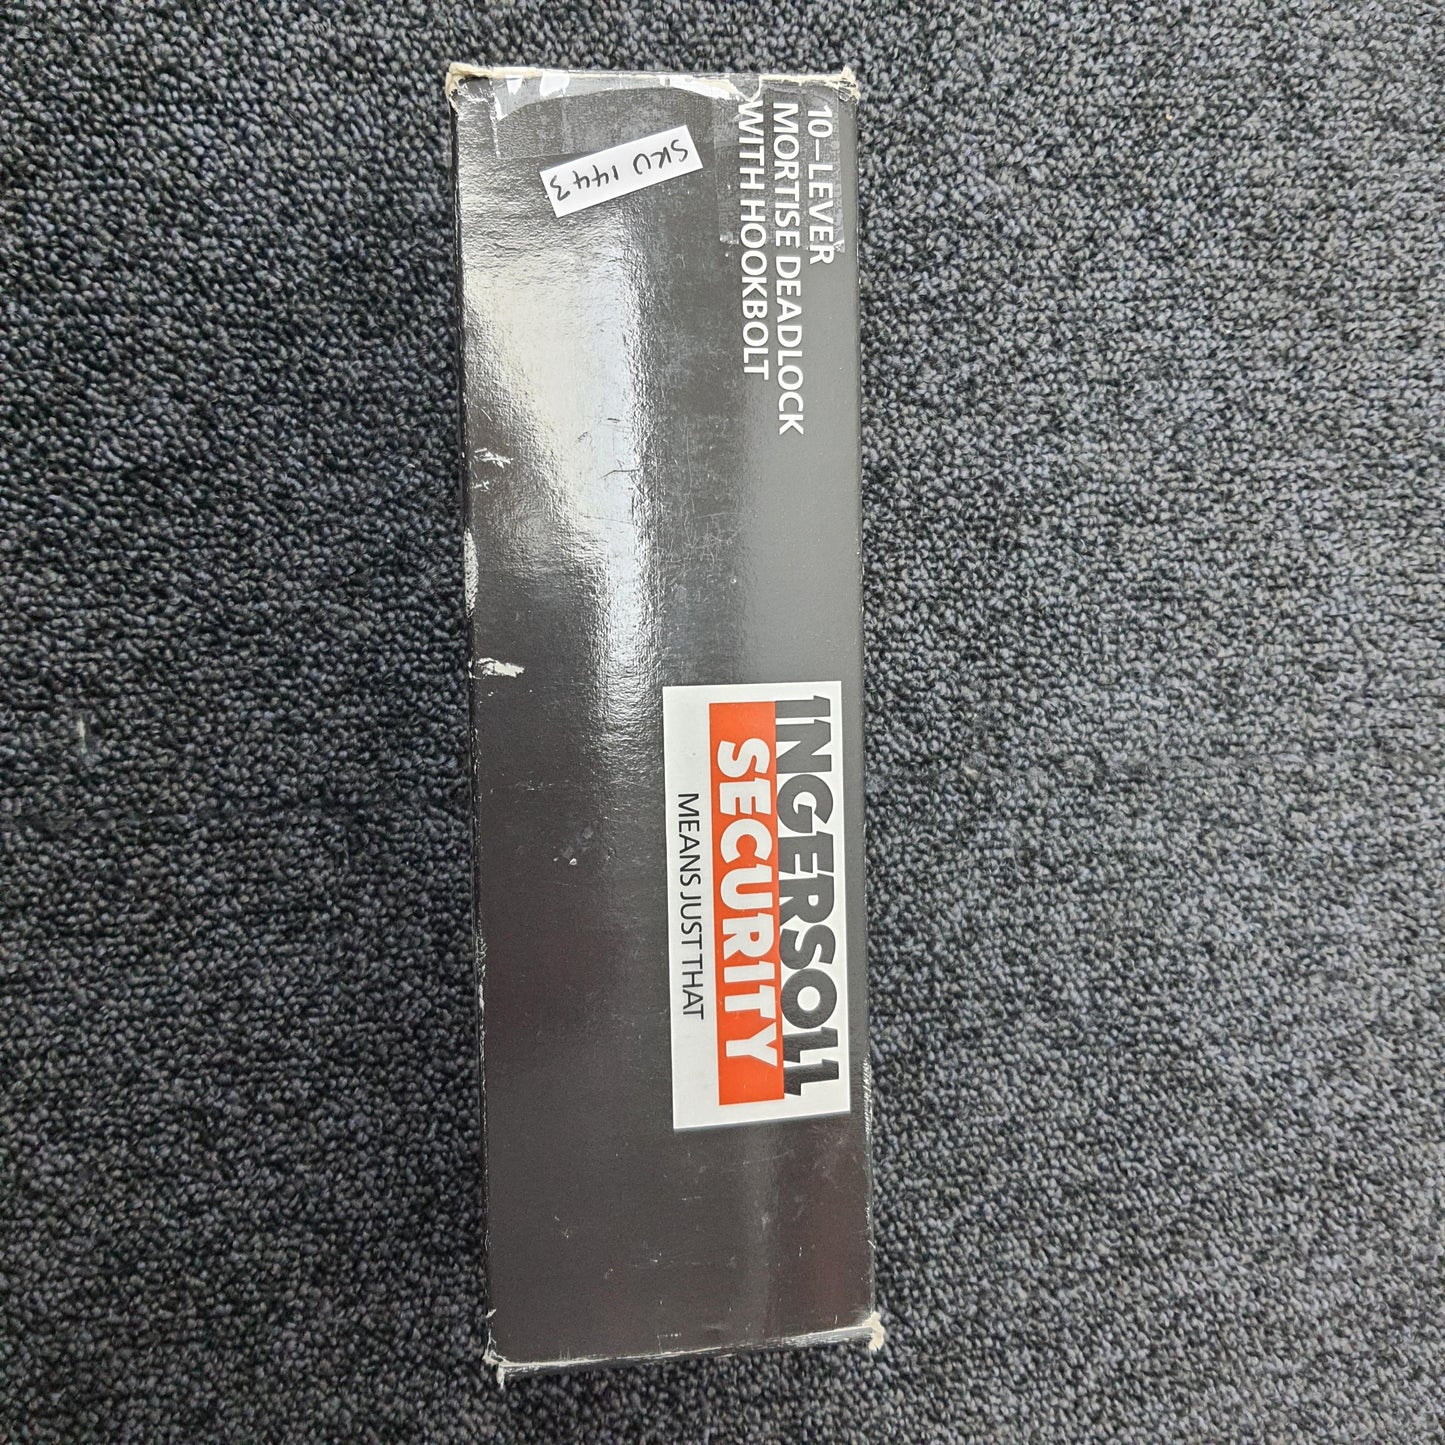 10-LEVER
MORTISE DEADLOCK
WITH HOOKBOLT
SKU 1443
INGERSOLL
SECURITY
MEANS JUST THAT